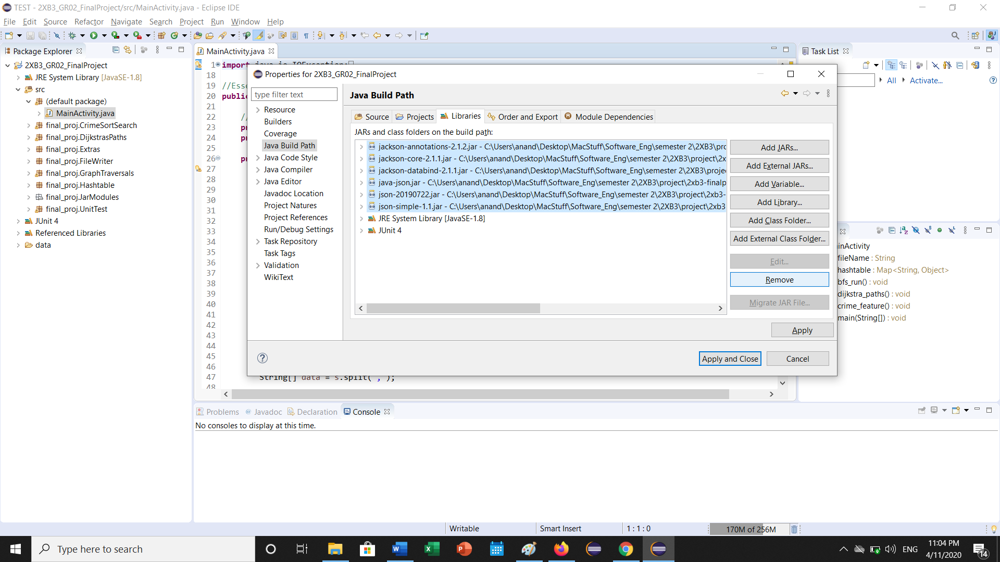 TEST - 2XB3_GR02_FinalProject/src/MainActivity.java - Eclipse IDE
File Edit Source Refactor Navigate Search Project Run Window Help
Package Explorer
2XB3_GR02_FinalProject
JRE System Library [JavaSE-1.8]
src
(default package)
MainActivity.java
final_proj.CrimeSortSearch
final_proj.DijkstrasPaths
final_proj.Extras
final_proj.FileWriter
final_proj.GraphTraversals
final_proj.Hashtable
final_proj.JarModules
final_proj.UnitTest
JUnit 4
Referenced Libraries
data
MainActivity.java
1 import java.io.IOException;
18
19 //Esse
20 public
21
22 //
23 pr
24 pr
25
26 pu
27
28
29
30
31
32
33
34
35
36
37
38
39
40
41
42
43
44
45
46
47 String[] data = s.split(",");
48
Properties for 2XB3_GR02_FinalProject
type filter text
Resource
Builders
Coverage
Java Build Path
Java Code Style
Java Compiler
Java Editor
Javadoc Location
Project Natures
Project References
Run/Debug Settings
Task Repository
Task Tags
Validation
WikiText
Java Build Path
Source Projects Libraries Order and Export Module Dependencies
JARs and class folders on the build path:
jackson-annotations-2.1.2.jar - C:\Users\anand\Desktop\MacStuff\Software_Eng\semester 2\2XB3\pro
jackson-core-2.1.1.jar - C:\Users\anand\Desktop\MacStuff\Software_Eng\semester 2\2XB3\project\2x
jackson-databind-2.1.1.jar - C:\Users\anand\Desktop\MacStuff\Software_Eng\semester 2\2XB3\proje
java-json.jar - C:\Users\anand\Desktop\MacStuff\Software_Eng\semester 2\2XB3\project\2xb3-finalp
json-20190722.jar - C:\Users\anand\Desktop\MacStuff\Software_Eng\semester 2\2XB3\project\2xb3-
json-simple-1.1.jar - C:\Users\anand\Desktop\MacStuff\Software_Eng\semester 2\2XB3\project\2xb3
JRE System Library [JavaSE-1.8]
JUnit 4
Add JARs...
Add External JARs...
Add Variable...
Add Library...
Add Class Folder...
Add External Class Folder...
Edit...
Remove
Migrate JAR File...
Apply
Apply and Close
Cancel
Task List
All Activate...
inActivity
fileName : String
hashtable : Map<String, Object>
bfs_run() : void
dijkstra_paths() : void
crime_feature() : void
main(String[]) : void
Problems Javadoc Declaration Console
No consoles to display at this time.
Writable Smart Insert 1 : 1 : 0 170M of 256M
Type here to search
ENG
11:04 PM
4/11/2020
14